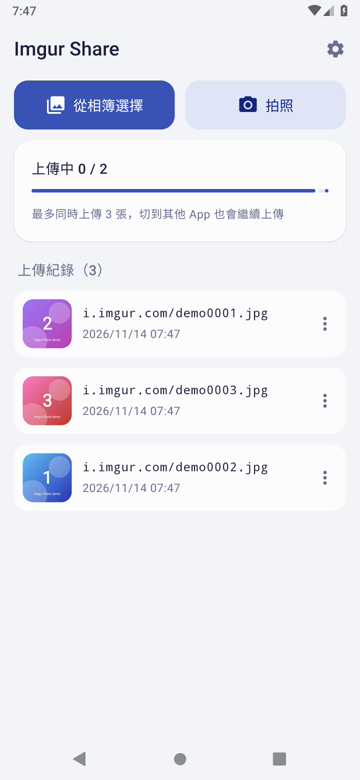 7:47
Imgur Share
從相簿選擇
拍照
上傳中 0 / 2
最多同時上傳 3 張，切到其他 App 也會繼續上傳
上傳紀錄（3）
2
i.imgur.com/demo0001.jpg
2026/11/14 07:47
3
i.imgur.com/demo0003.jpg
2026/11/14 07:47
1
i.imgur.com/demo0002.jpg
2026/11/14 07:47